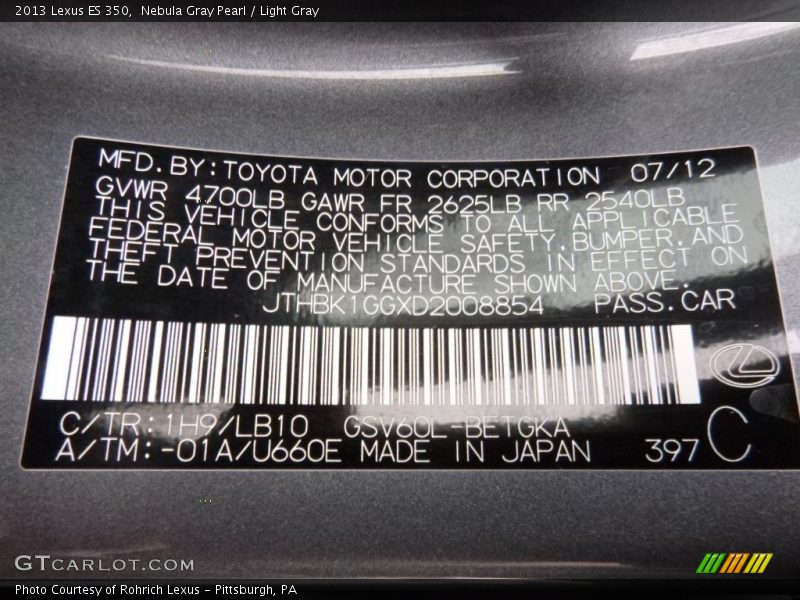 2013 Lexus ES 350,  Nebula Gray Pearl / Light Gray
MFD.BY:TOYOTA MOTOR CORPORATION 07/12
GVWR 4700LB GAWR FR 2625LB RR 2540LB
THIS VEHICLE CONFORMS TO ALL APPLICABLE
FEDERAL MOTOR VEHICLE SAFETY,BUMPER,AND
THEFT PREVENTION STANDARDS IN EFFECT ON
THE DATE OF MANUFACTURE SHOWN ABOVE.
JTHBK1GGXD2008854 PASS.CAR
C/TR:1H9/LB10 GSV60L-BETGKA
A/TM:-01A/U660E MADE IN JAPAN 397 C
GTCARLOT.COM
Photo Courtesy of Rohrich Lexus - Pittsburgh, PA